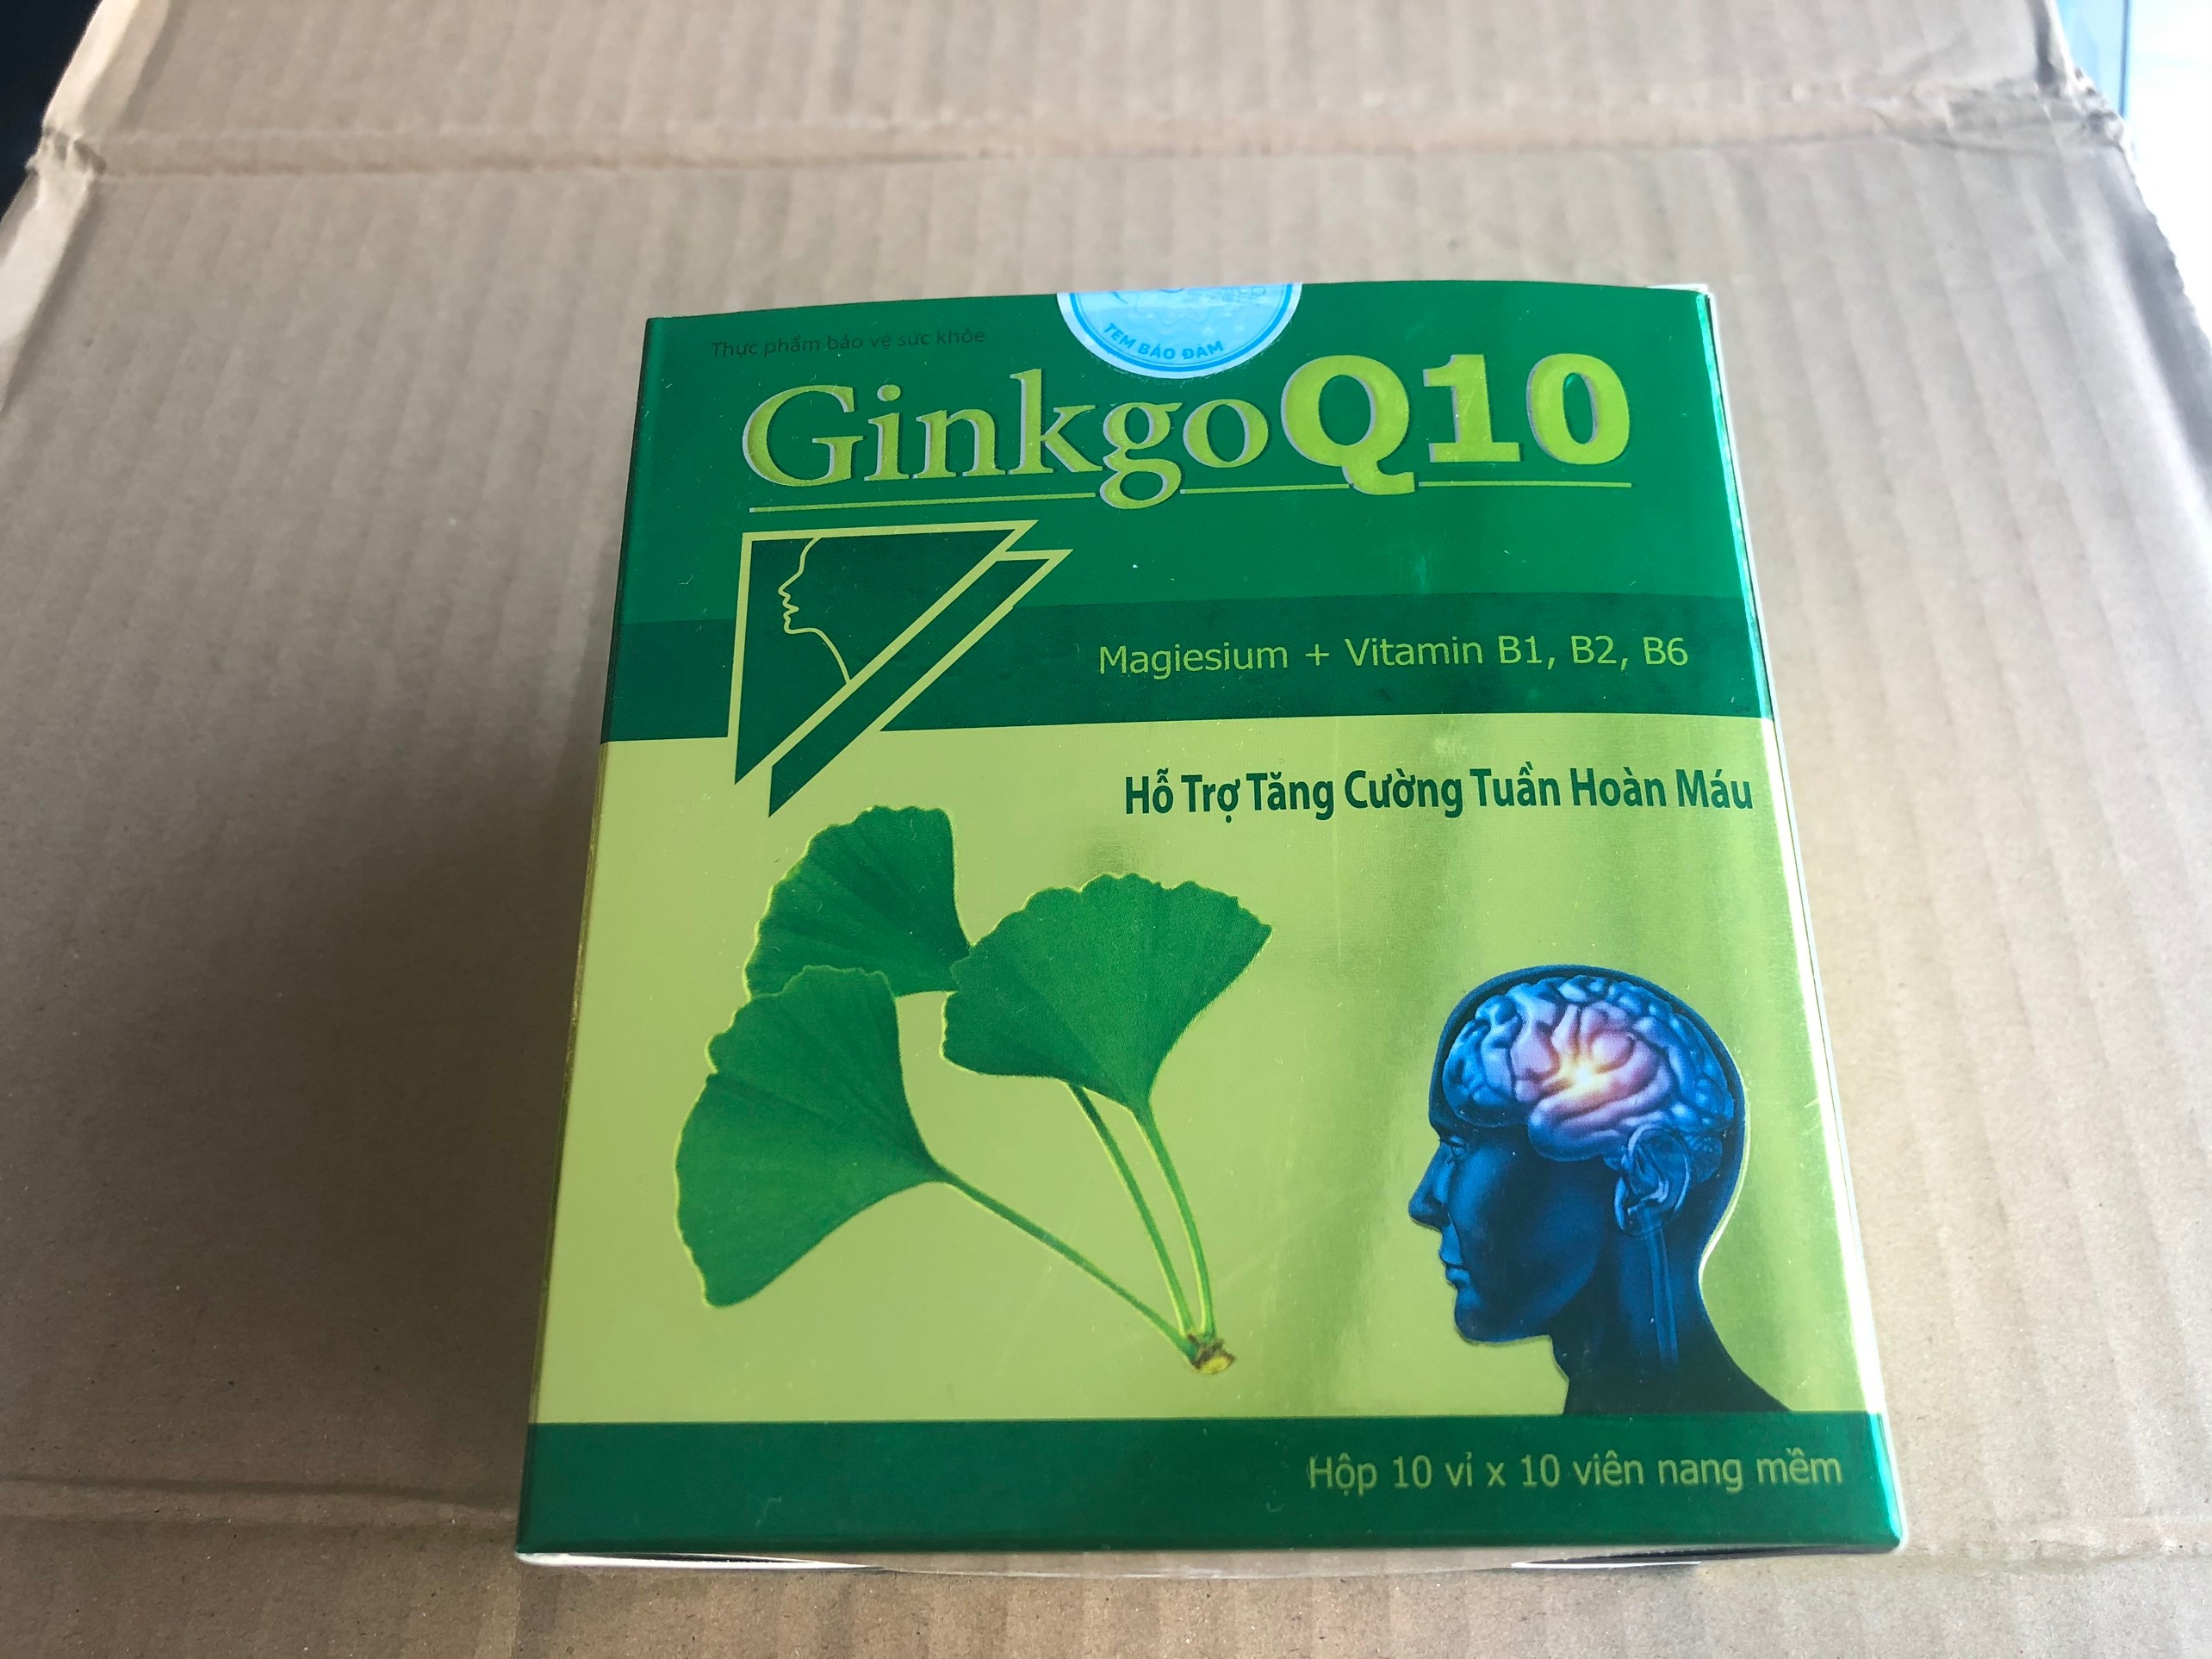 Thực phẩm bảo vệ sức khỏe
TEM BẢO ĐẢM
GinkgoQ10
Magiesium + Vitamin B1, B2, B6
Hỗ Trợ Tăng Cường Tuần Hoàn Máu
Hộp 10 vỉ x 10 viên nang mềm